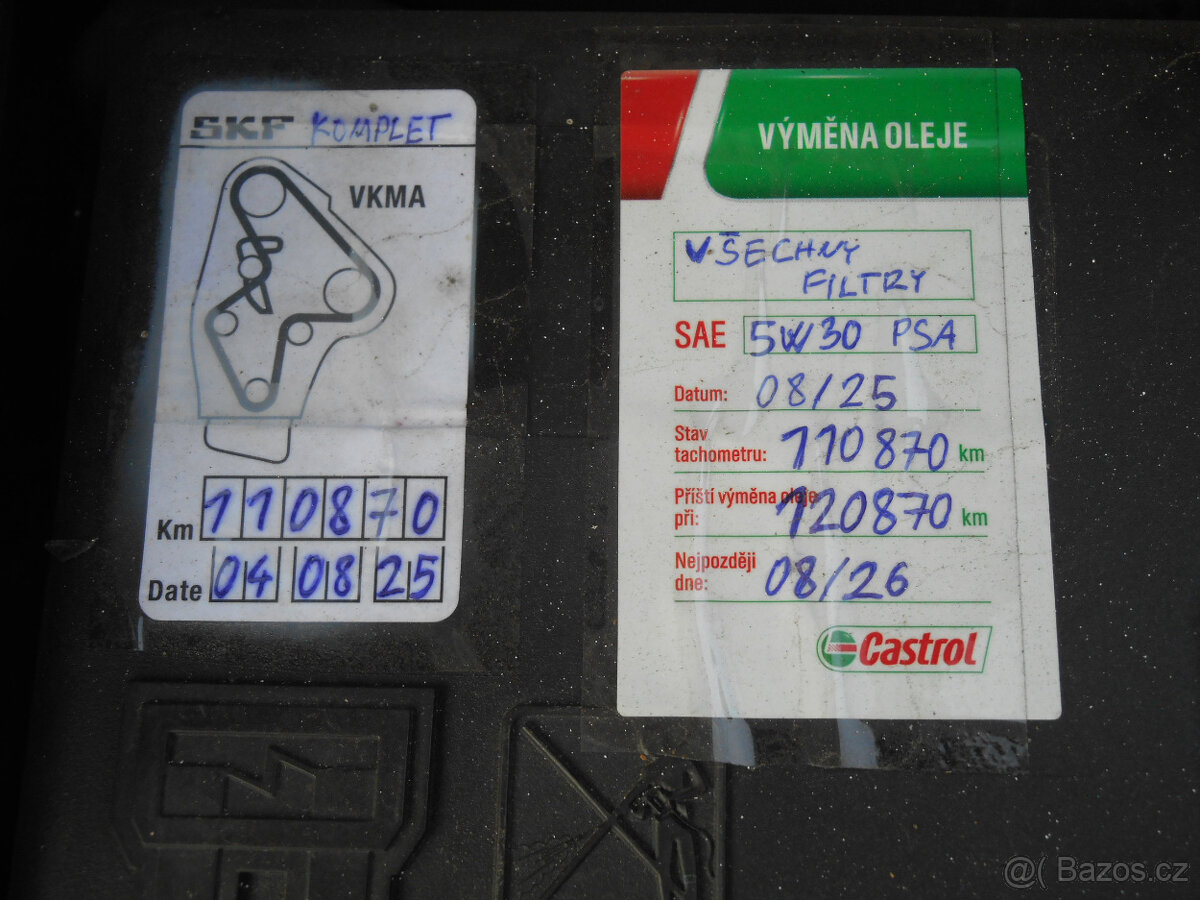 SKF KOMPLET
VKMA
Km 110870
Date 04 08 25
VÝMĚNA OLEJE
VŠECHNY
FILTRY
SAE 5W30 PSA
Datum: 08/25
Stav
tachometru: 110870 km
Příští výměna oleje
při: 120870 km
Nejpozději
dne: 08/26
Castrol
@( Bazos.cz